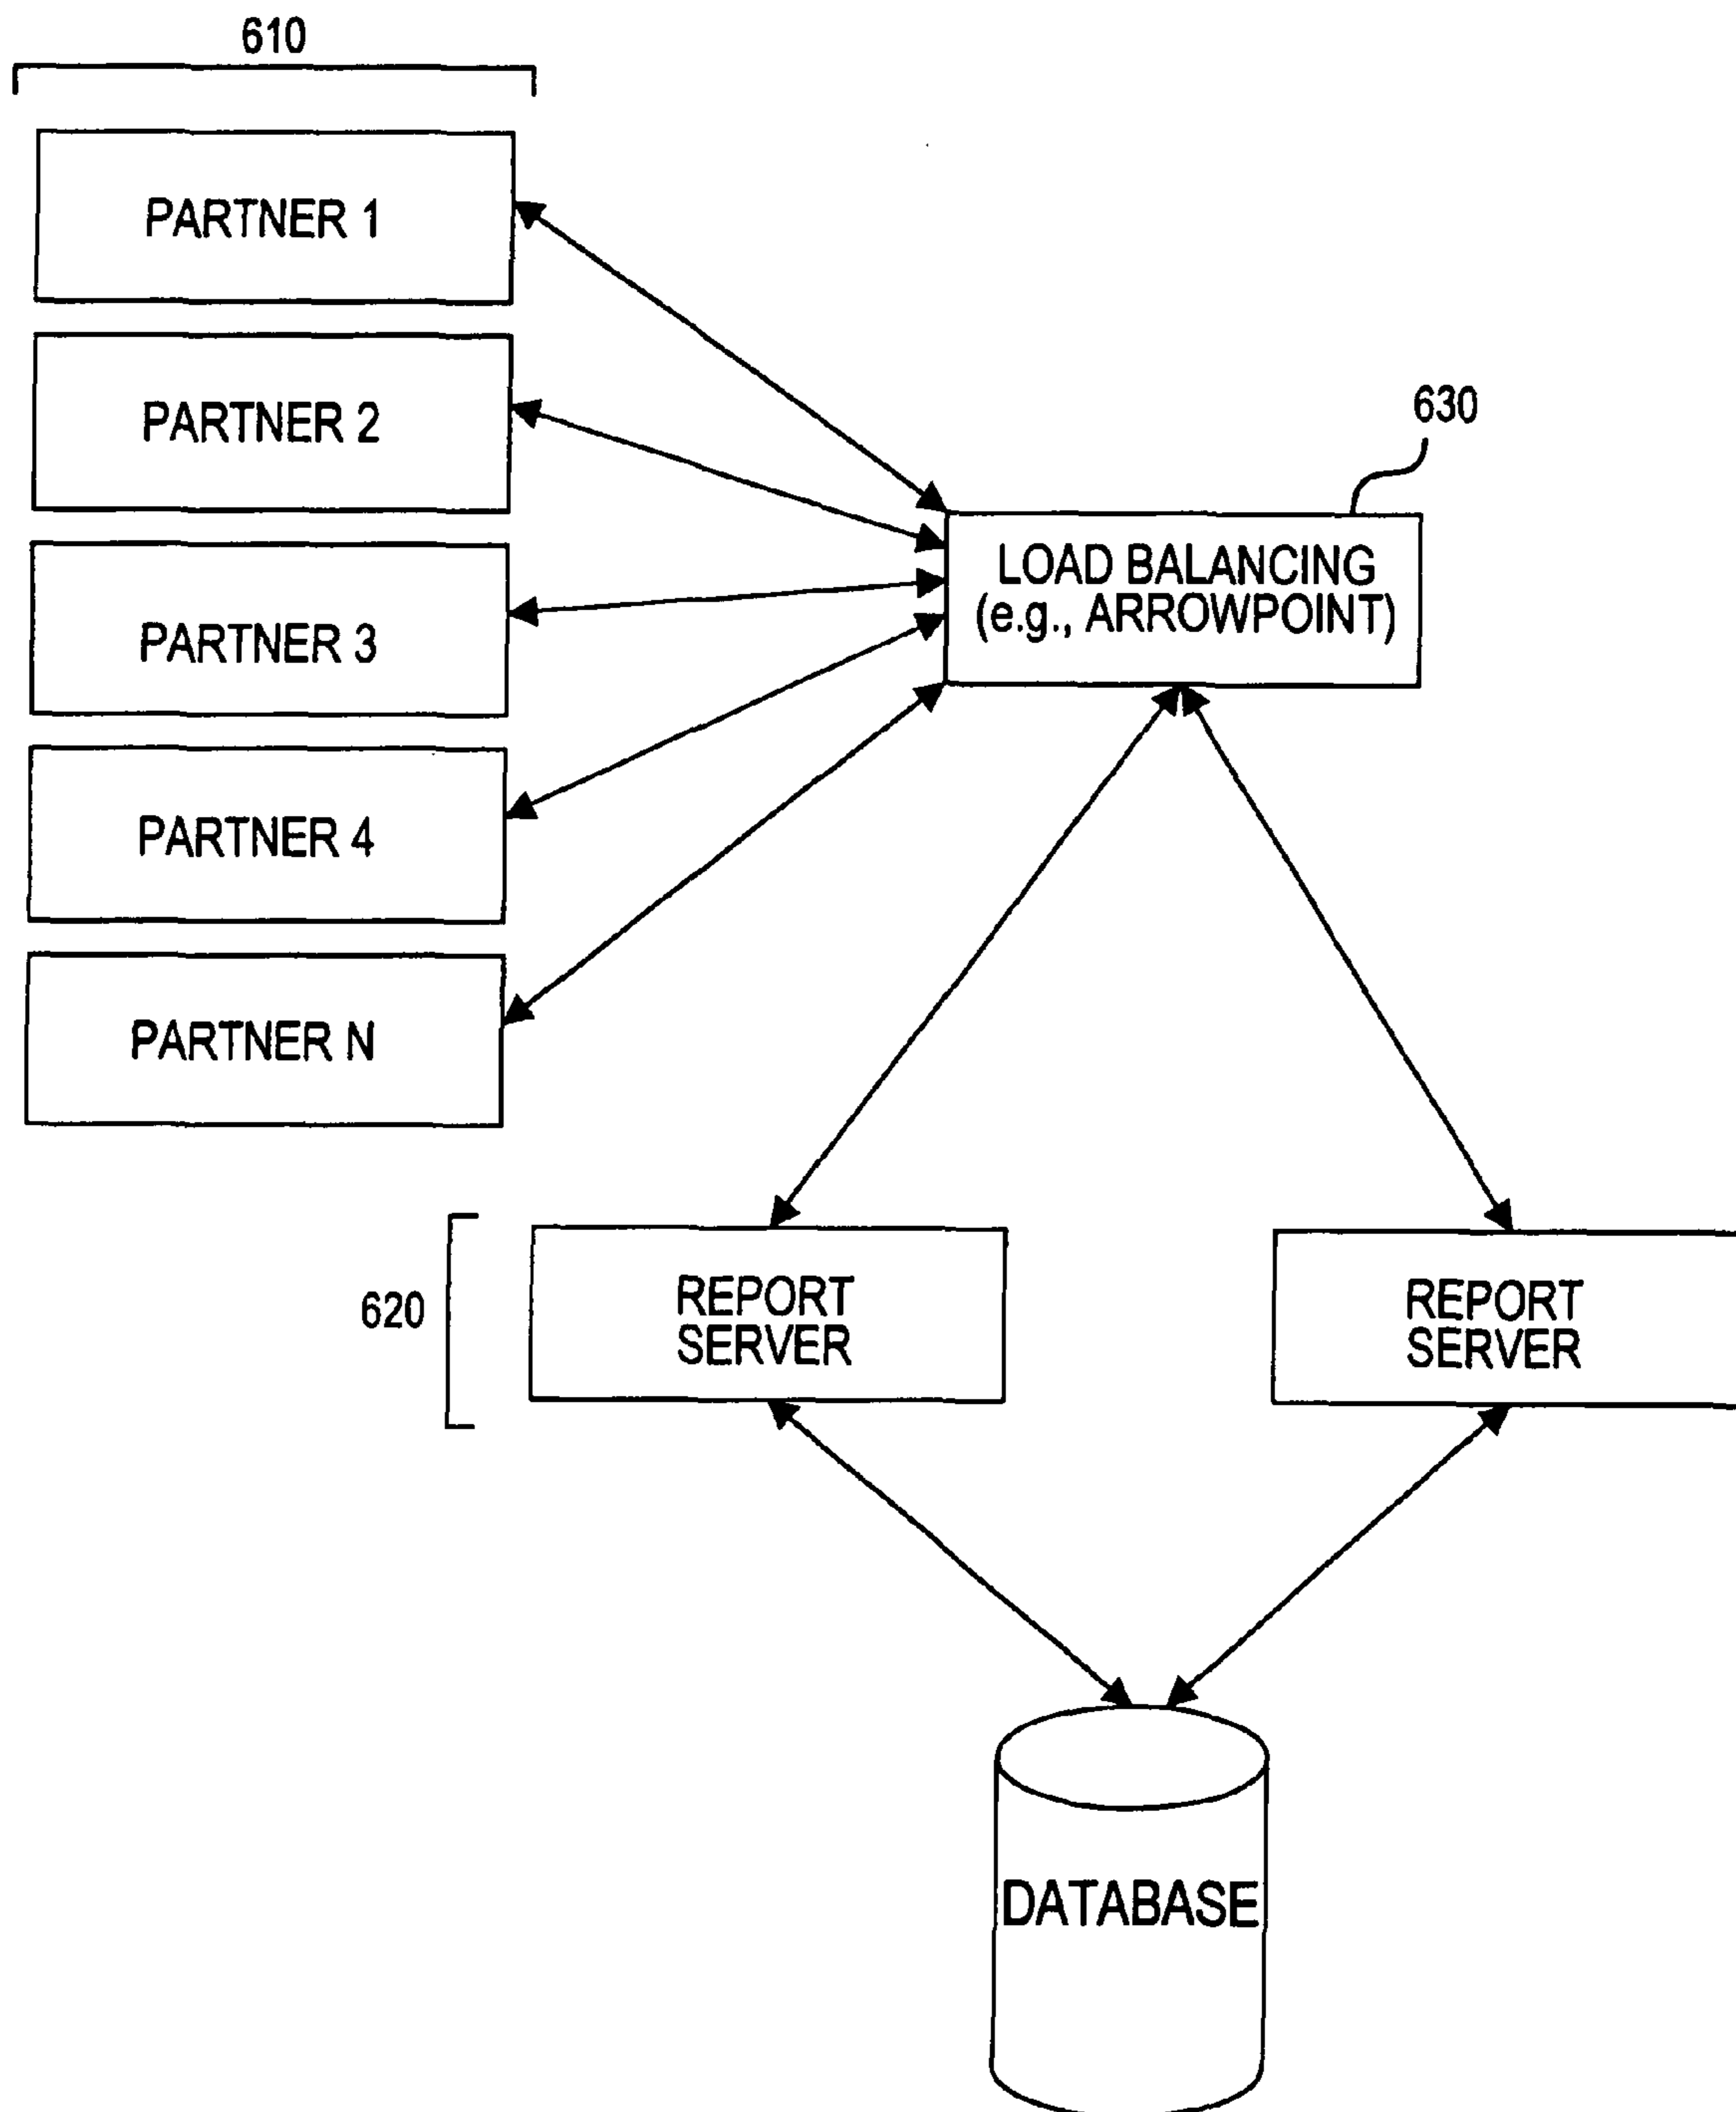 610
PARTNER 1
PARTNER 2
630
LOAD BALANCING
(e.g., ARROWPOINT)
PARTNER 3
PARTNER 4
PARTNER N
620
REPORT
SERVER
REPORT
SERVER
DATABASE